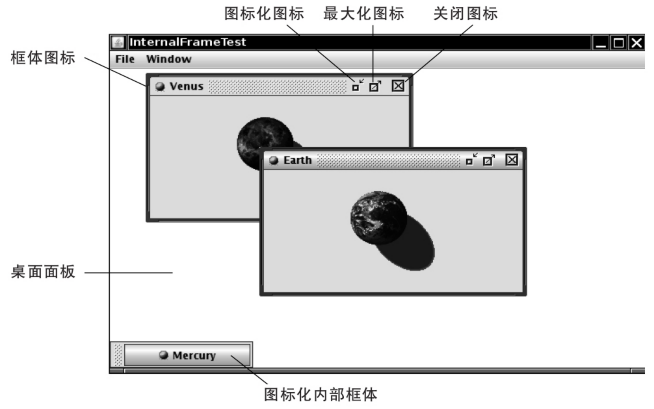 图标化图标 最大化图标 关闭图标
InternalFrameTest
框体图标
File Window
Venus
Earth
桌面面板
Mercury
图标化内部框体